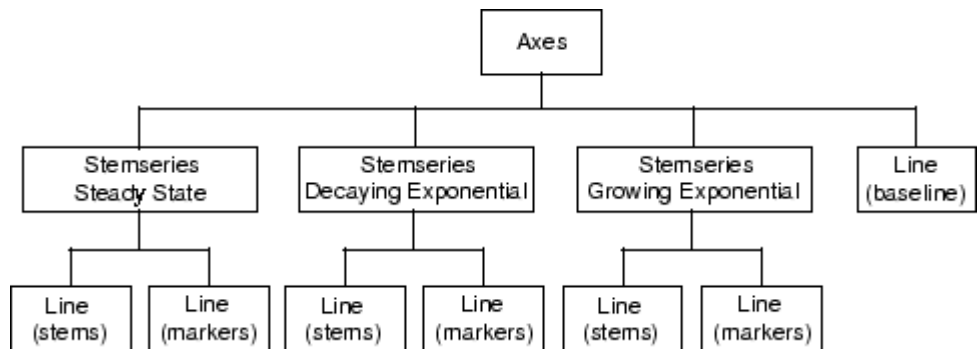 Axes
Stemseries
Steady State
Stemseries
Decaying Exponential
Stemseries
Growing Exponential
Line
(baseline)
Line
(stems)
Line
(markers)
Line
(stems)
Line
(markers)
Line
(stems)
Line
(markers)